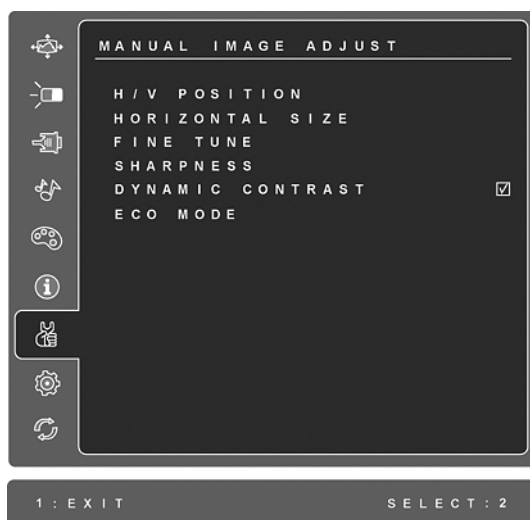 MANUAL IMAGE ADJUST
H/V POSITION
HORIZONTAL SIZE
FINE TUNE
SHARPNESS
DYNAMIC CONTRAST
ECO MODE
1:EXIT SELECT:2